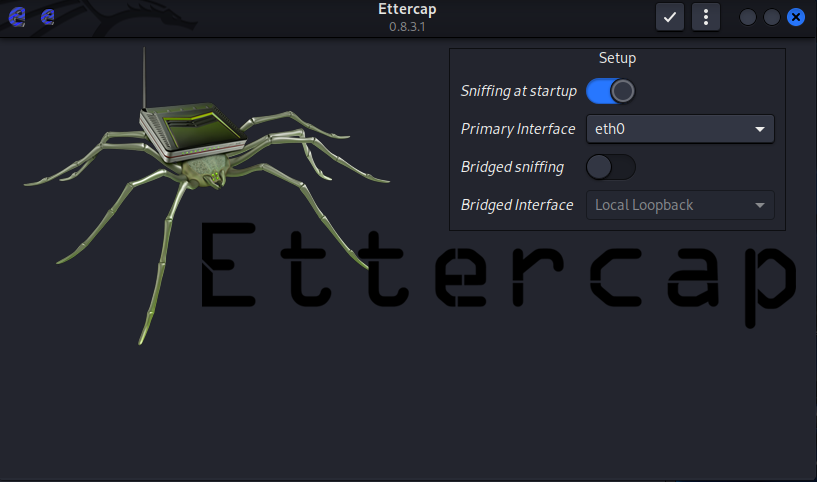 Ettercap
0.8.3.1
Setup
Sniffing at startup
Primary Interface eth0
Bridged sniffing
Bridged Interface Local Loopback
Ettercap